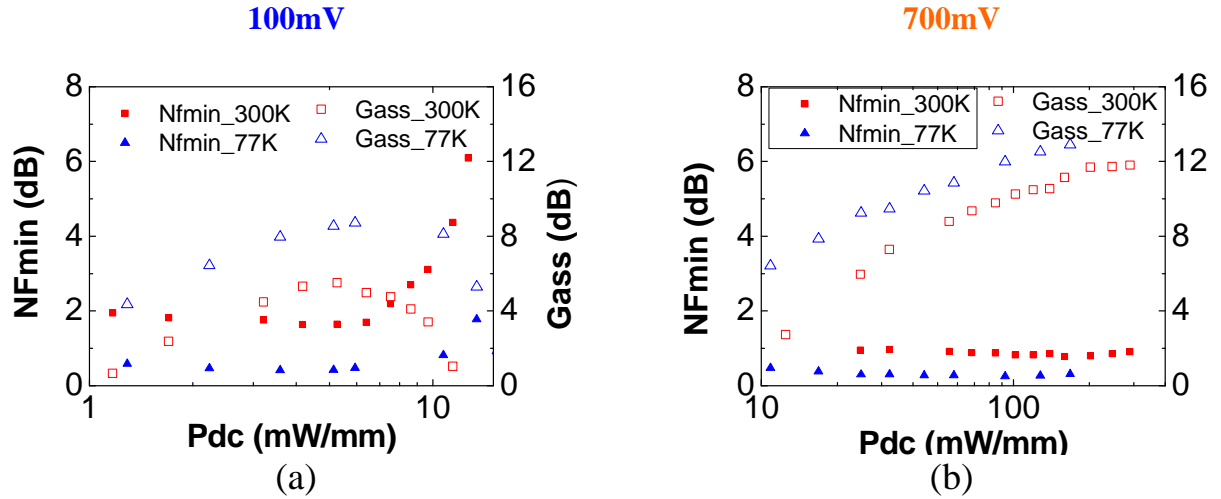 100mV
700mV
8
6
4
2
0
NFmin (dB)
Nfmin_300K
Nfmin_77K
Gass_300K
Gass_77K
16
12
8
4
0
Gass (dB)
1
10
Pdc (mW/mm)
(a)
8
6
4
2
0
NFmin (dB)
Nfmin_300K
Nfmin_77K
Gass_300K
Gass_77K
16
12
8
4
0
10
100
Pdc (mW/mm)
(b)